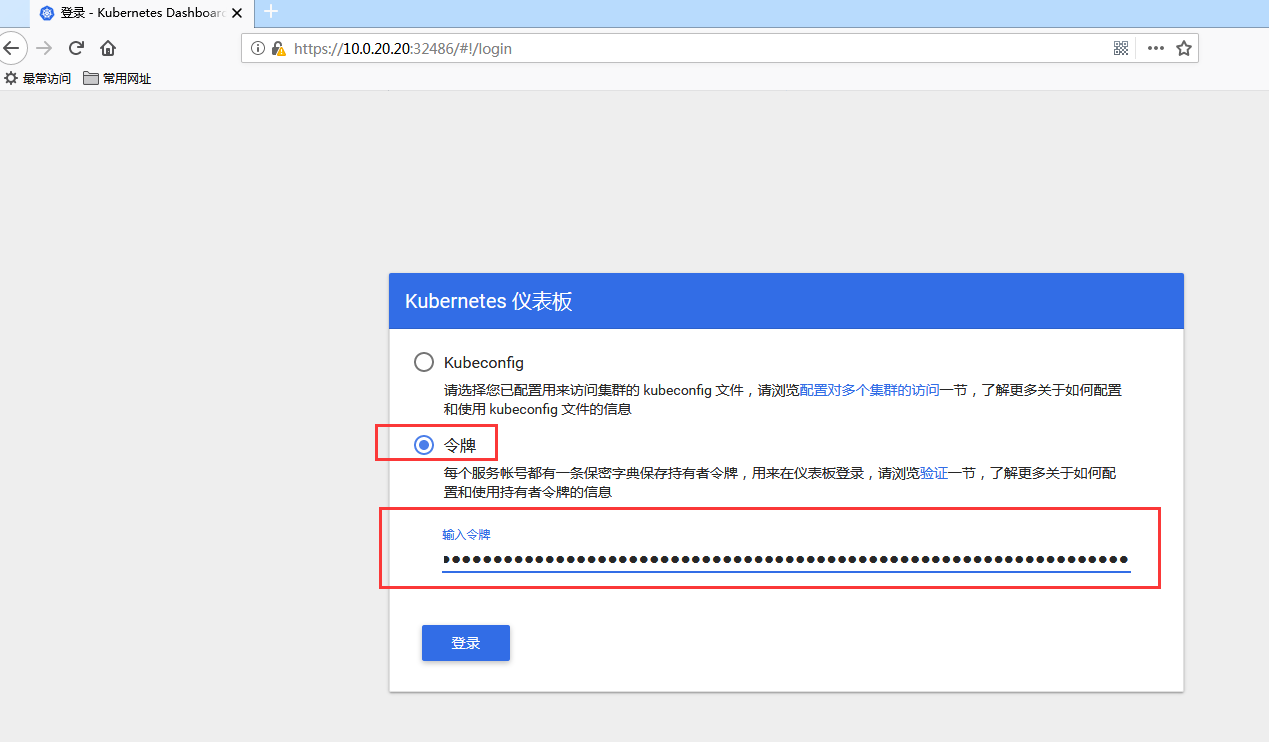 登录 - Kubernetes Dashboard
https://10.0.20.20:32486/#!/login
最常访问 常用网址
Kubernetes 仪表板
Kubeconfig
请选择您已配置用来访问集群的 kubeconfig 文件，请浏览配置对多个集群的访问一节，了解更多关于如何配置
和使用 kubeconfig 文件的信息
令牌
每个服务帐号都有一条保密字典保存持有者令牌，用来在仪表板登录，请浏览验证一节，了解更多关于如何配
置和使用持有者令牌的信息
输入令牌
登录